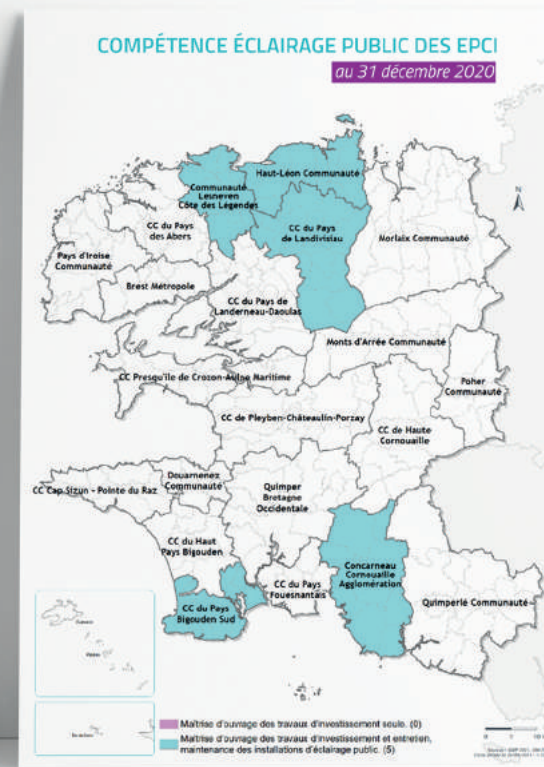 COMPÉTENCE ÉCLAIRAGE PUBLIC DES EPCI
au 31 décembre 2020
Haut-Léon Communauté
Communauté
Lesneven
Côte des Légendes
CC du Pays
des Abers
CC du Pays
de Landivisiau
Morlaix Communauté
N
Pays d'Iroise
Communauté
Brest Métropole
CC du Pays de
Landerneau-Daoulas
Monts d'Arrée Communauté
CC Presqu'île de Crozon-Aulne Maritime
Poher
Communauté
CC de Pleyben-Châteaulin-Porzay
CC de Haute
Cornouaille
Douarnenez
Communauté
CC Cap Sizun - Pointe du Raz
Quimper
Bretagne
Occidentale
CC du Haut
Pays Bigouden
Concarneau
Cornouaille
Agglomération
CC du Pays
Fouesnantais
CC du Pays
Bigouden Sud
Quimperlé Communauté
Maîtrise d'ouvrage des travaux d'investissement seule. (0)
Maîtrise d'ouvrage des travaux d'investissement et entretien,
maintenance des installations d'éclairage public. (5)